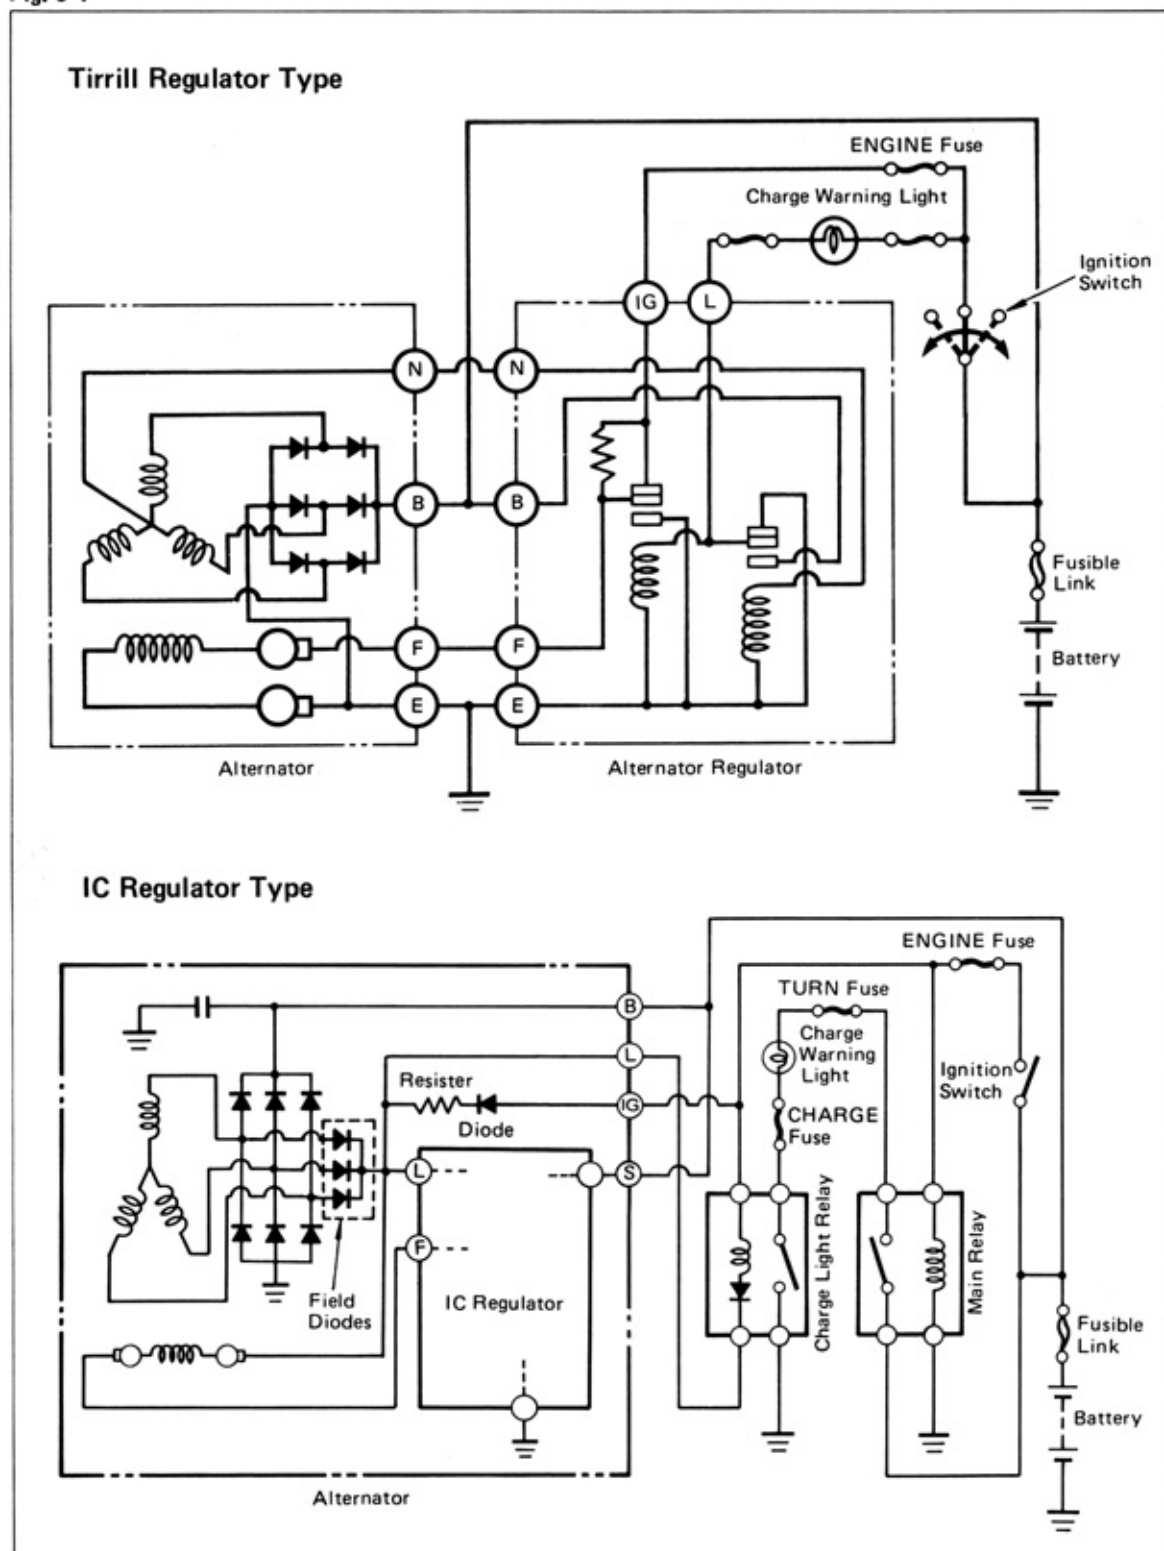 Tirrill Regulator Type
ENGINE Fuse
Charge Warning Light
Ignition
Switch
IG
L
N
N
B
B
Fusible
Link
F
F
Battery
E
E
Alternator
Alternator Regulator
IC Regulator Type
ENGINE Fuse
TURN Fuse
B
Charge
Warning
Light
L
Ignition
Switch
Resister
IG
CHARGE
Fuse
Diode
L
S
Charge Light Relay
Main Relay
F
IC Regulator
Field
Diodes
Fusible
Link
Battery
Alternator